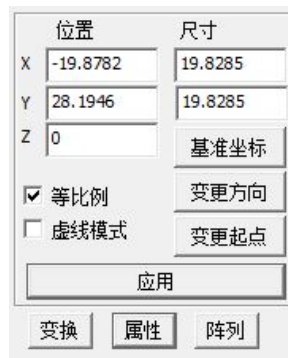 位置 尺寸
X -19.8782 19.8285
Y 28.1946 19.8285
Z 0 基准坐标
等比例 变更方向
虚线模式 变更起点
应用
变换 属性 阵列